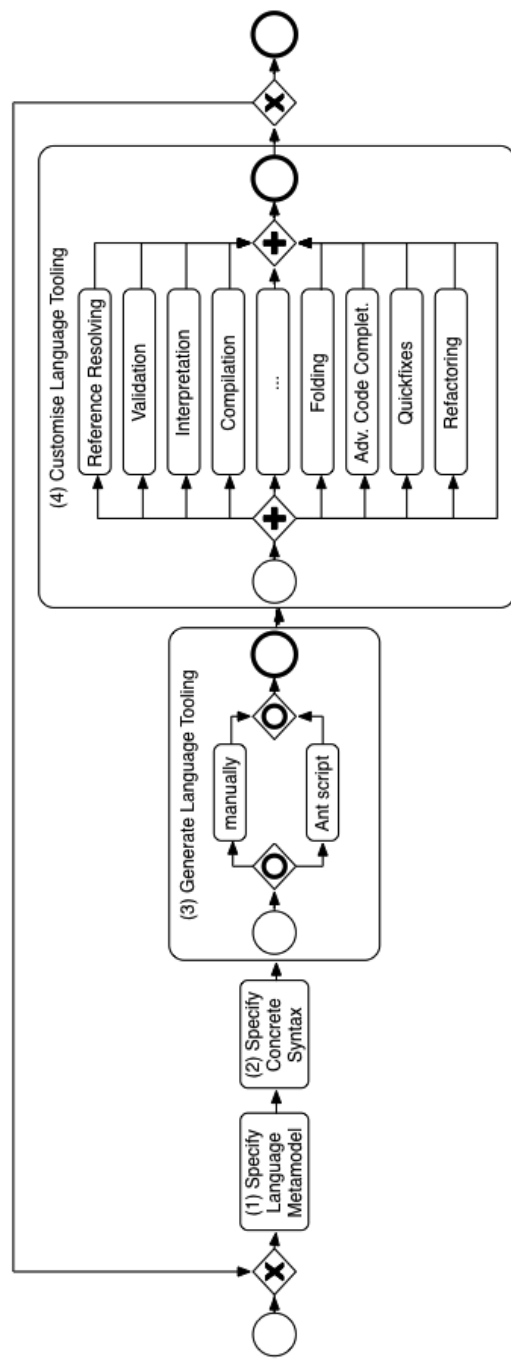 (1) Specify
Language
Metamodel
(2) Specify
Concrete
Syntax
(3) Generate Language Tooling
manually
Ant script
(4) Customise Language Tooling
Reference Resolving
Validation
Interpretation
Compilation
...
Folding
Adv. Code Complet.
Quickfixes
Refactoring